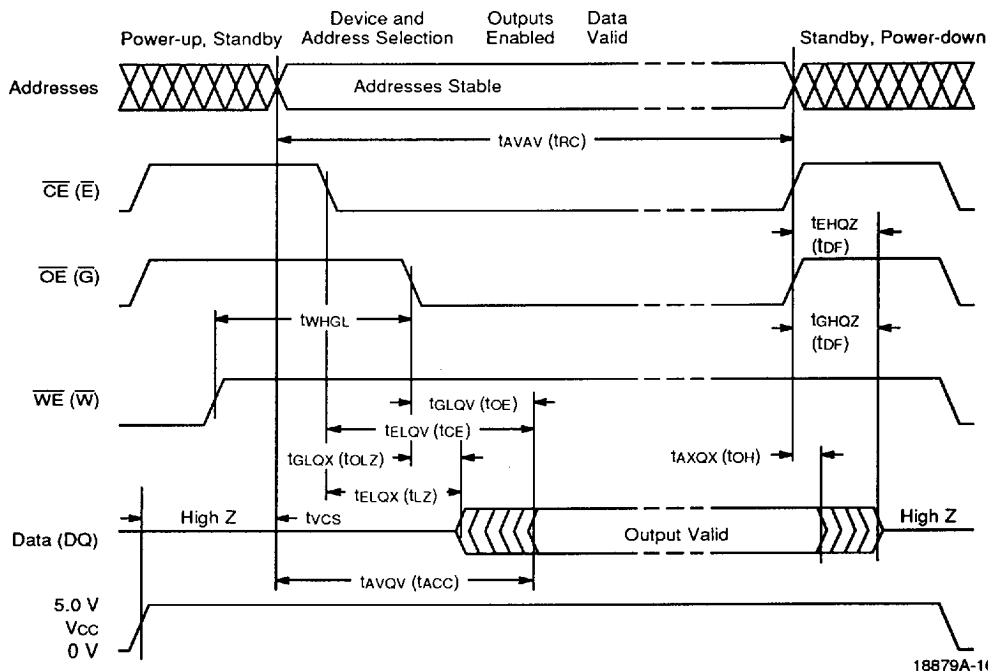 Power-up, Standby
Device and
Address Selection
Outputs
Enabled
Data
Valid
Standby, Power-down
Addresses
Addresses Stable
tAVAV (tRC)
CE (E)
tEHQZ
(tDF)
OE (G)
tWHGL
tGHQZ
(tDF)
WE (W)
tGLQV (tOE)
tELQV (tCE)
tGLQX (tOLZ)
tAXQX (tOH)
tELQX (tLZ)
High Z
tVCS
High Z
Data (DQ)
Output Valid
tAVQV (tACC)
5.0 V
VCC
0 V
18879A-16